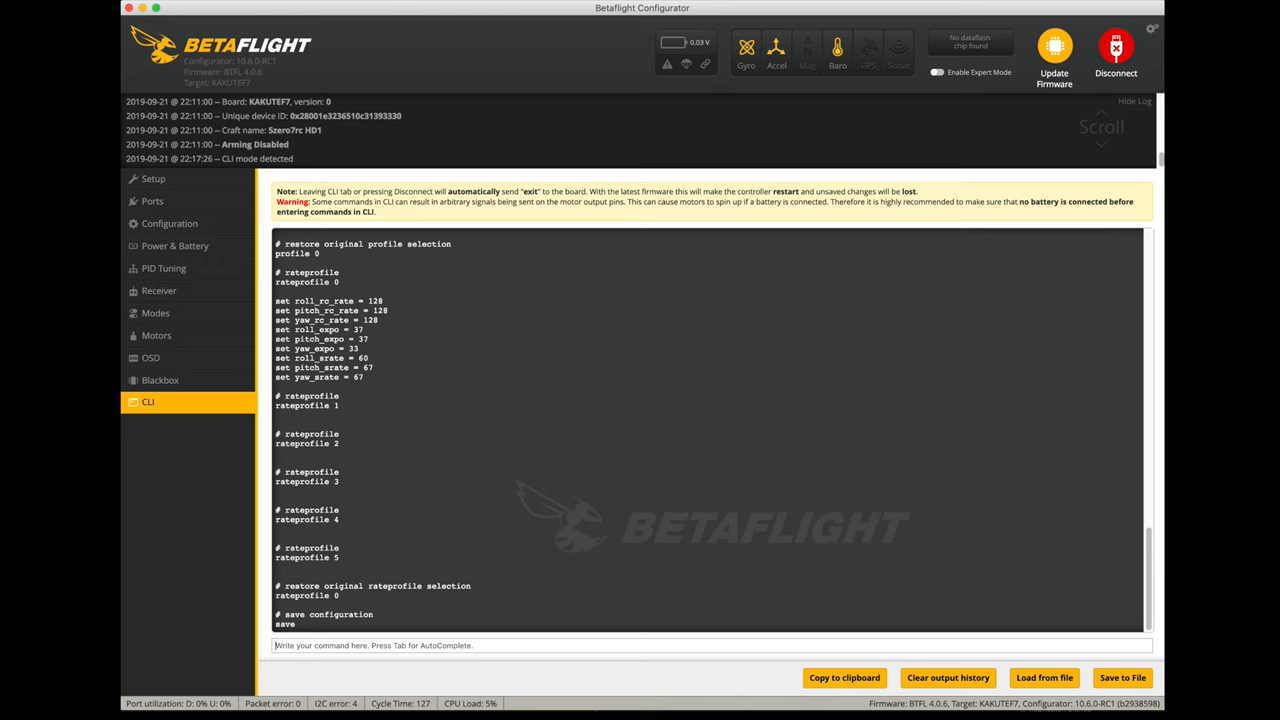 Betaflight Configurator
BETAFLIGHT
Configurator: 10.6.0-RC1
Firmware: BTFL 4.0.6
Target: KAKUTEF7
0.03 V
Gyro
Accel
Mag
Baro
GPS
Sonar
No dataflash
chip found
Enable Expert Mode
Update
Firmware
Disconnect
2019-09-21 @ 22:11:00 -- Board: KAKUTEF7, version: 0
2019-09-21 @ 22:11:00 -- Unique device ID: 0x28001e3236510c31393330
2019-09-21 @ 22:11:00 -- Craft name: 5zero7rc HD1
2019-09-21 @ 22:11:00 -- Arming Disabled
2019-09-21 @ 22:17:26 -- CLI mode detected
Hide Log
Scroll
Setup
Ports
Configuration
Power & Battery
PID Tuning
Receiver
Modes
Motors
OSD
Blackbox
CLI
Note: Leaving CLI tab or pressing Disconnect will automatically send "exit" to the board. With the latest firmware this will make the controller restart and unsaved changes will be lost.
Warning: Some commands in CLI can result in arbitrary signals being sent on the motor output pins. This can cause motors to spin up if a battery is connected. Therefore it is highly recommended to make sure that no battery is connected before
entering commands in CLI.
# restore original profile selection
profile 0
# rateprofile
rateprofile 0
set roll_rc_rate = 128
set pitch_rc_rate = 128
set yaw_rc_rate = 128
set roll_expo = 37
set pitch_expo = 37
set yaw_expo = 33
set roll_srate = 60
set pitch_srate = 67
set yaw_srate = 67
# rateprofile
rateprofile 1
# rateprofile
rateprofile 2
# rateprofile
rateprofile 3
# rateprofile
rateprofile 4
# rateprofile
rateprofile 5
# restore original rateprofile selection
rateprofile 0
# save configuration
save
BETAFLIGHT
Write your command here. Press Tab for AutoComplete.
Copy to clipboard
Clear output history
Load from file
Save to File
Port utilization: D: 0% U: 0%
Packet error: 0
I2C error: 4
Cycle Time: 127
CPU Load: 5%
Firmware: BTFL 4.0.6, Target: KAKUTEF7, Configurator: 10.6.0-RC1 (b2938598)